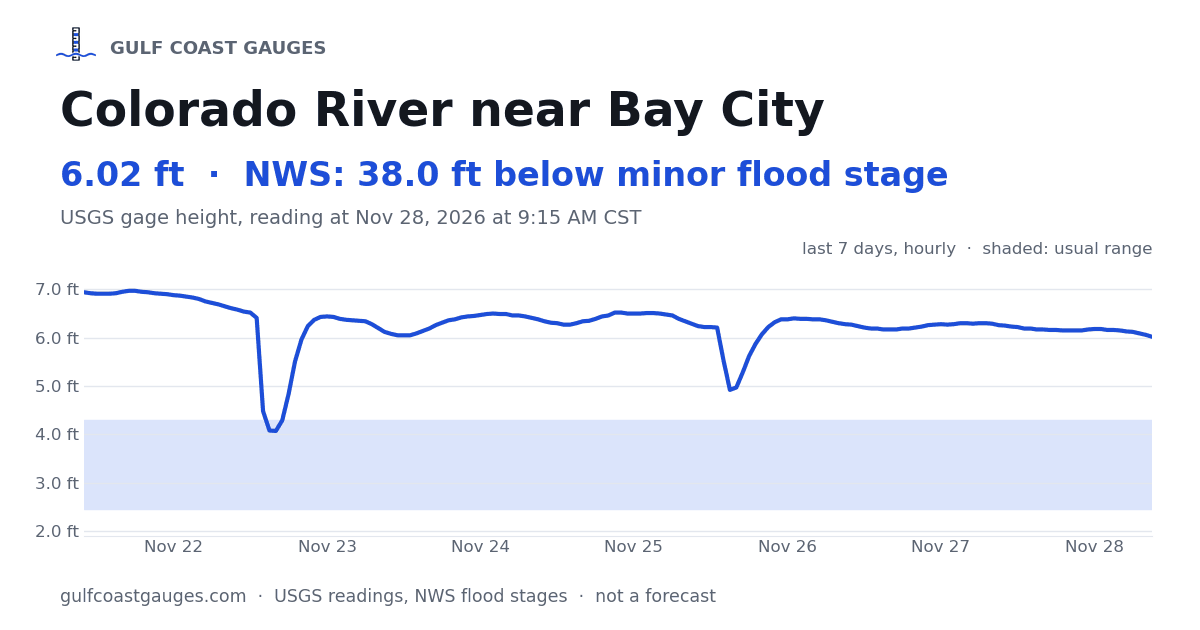 GULF COAST GAUGES
Colorado River near Bay City
6.02 ft · NWS: 38.0 ft below minor flood stage
USGS gage height, reading at Nov 28, 2026 at 9:15 AM CST
last 7 days, hourly · shaded: usual range
7.0 ft
6.0 ft
5.0 ft
4.0 ft
3.0 ft
2.0 ft
Nov 22 Nov 23 Nov 24 Nov 25 Nov 26 Nov 27 Nov 28
gulfcoastgauges.com · USGS readings, NWS flood stages · not a forecast